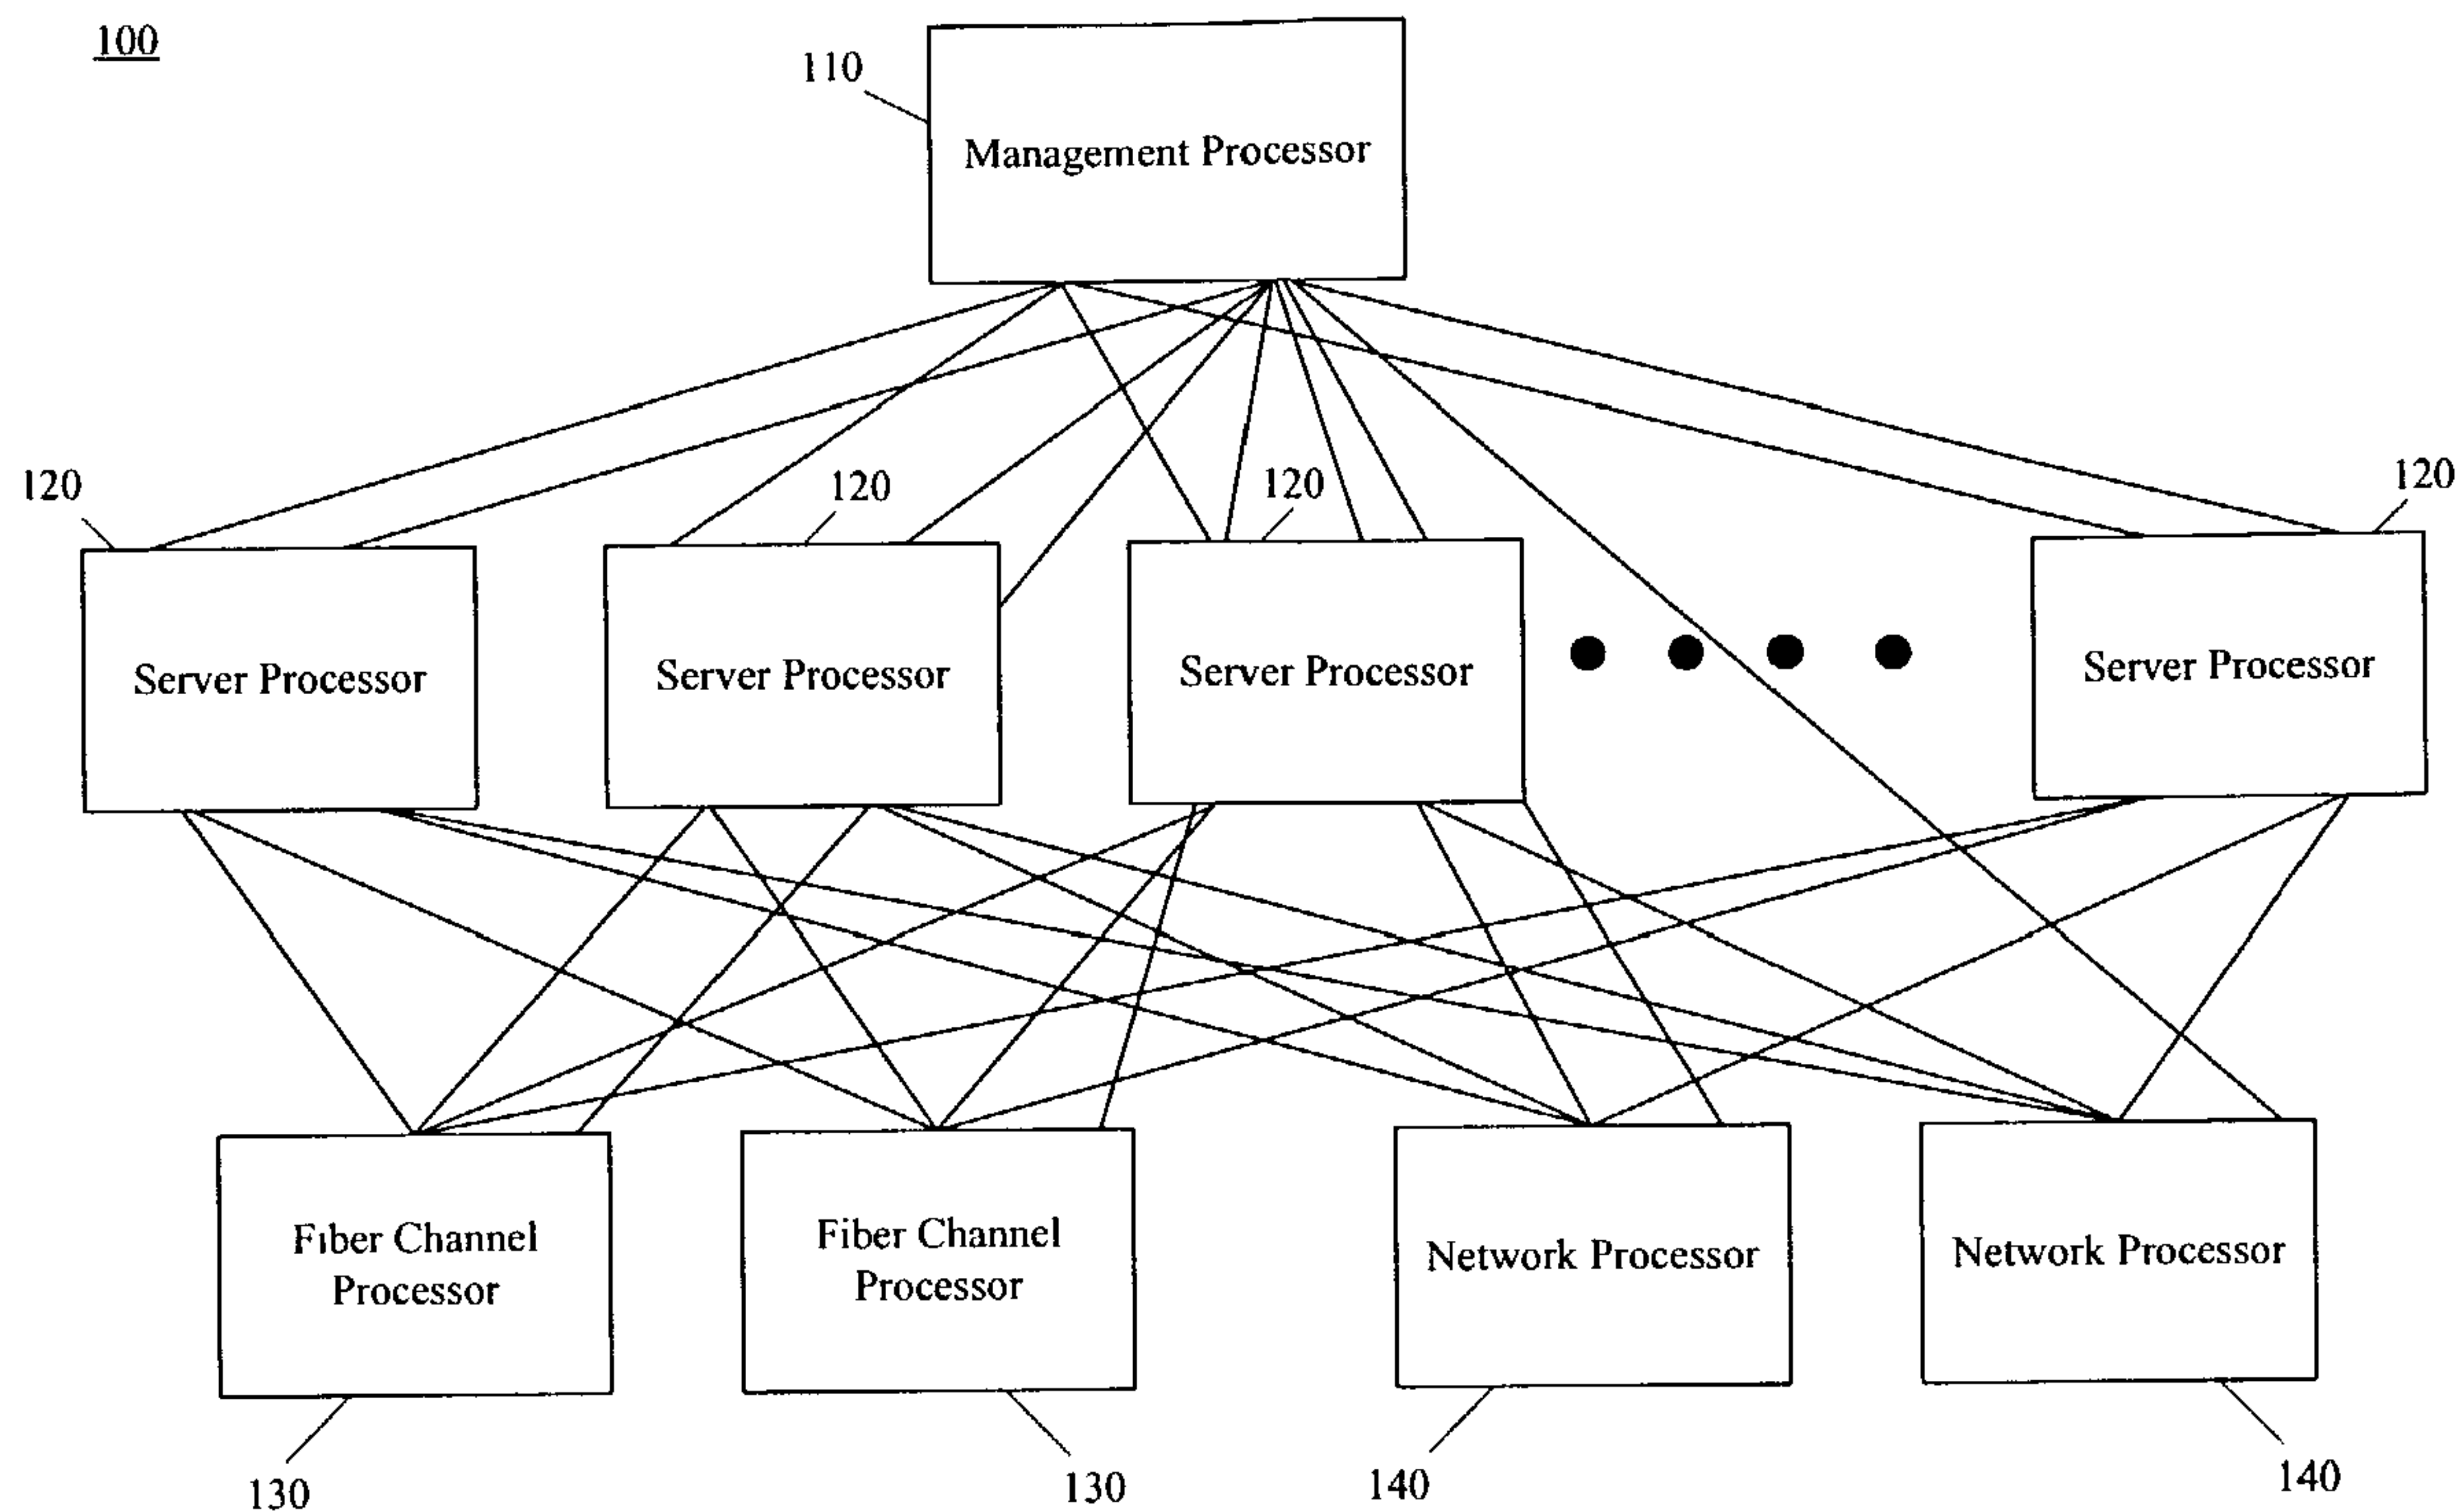 100
110
Management Processor
120
120
120
120
Server Processor
Server Processor
Server Processor
Server Processor
Fiber Channel
Processor
Fiber Channel
Processor
Network Processor
Network Processor
130
130
140
140